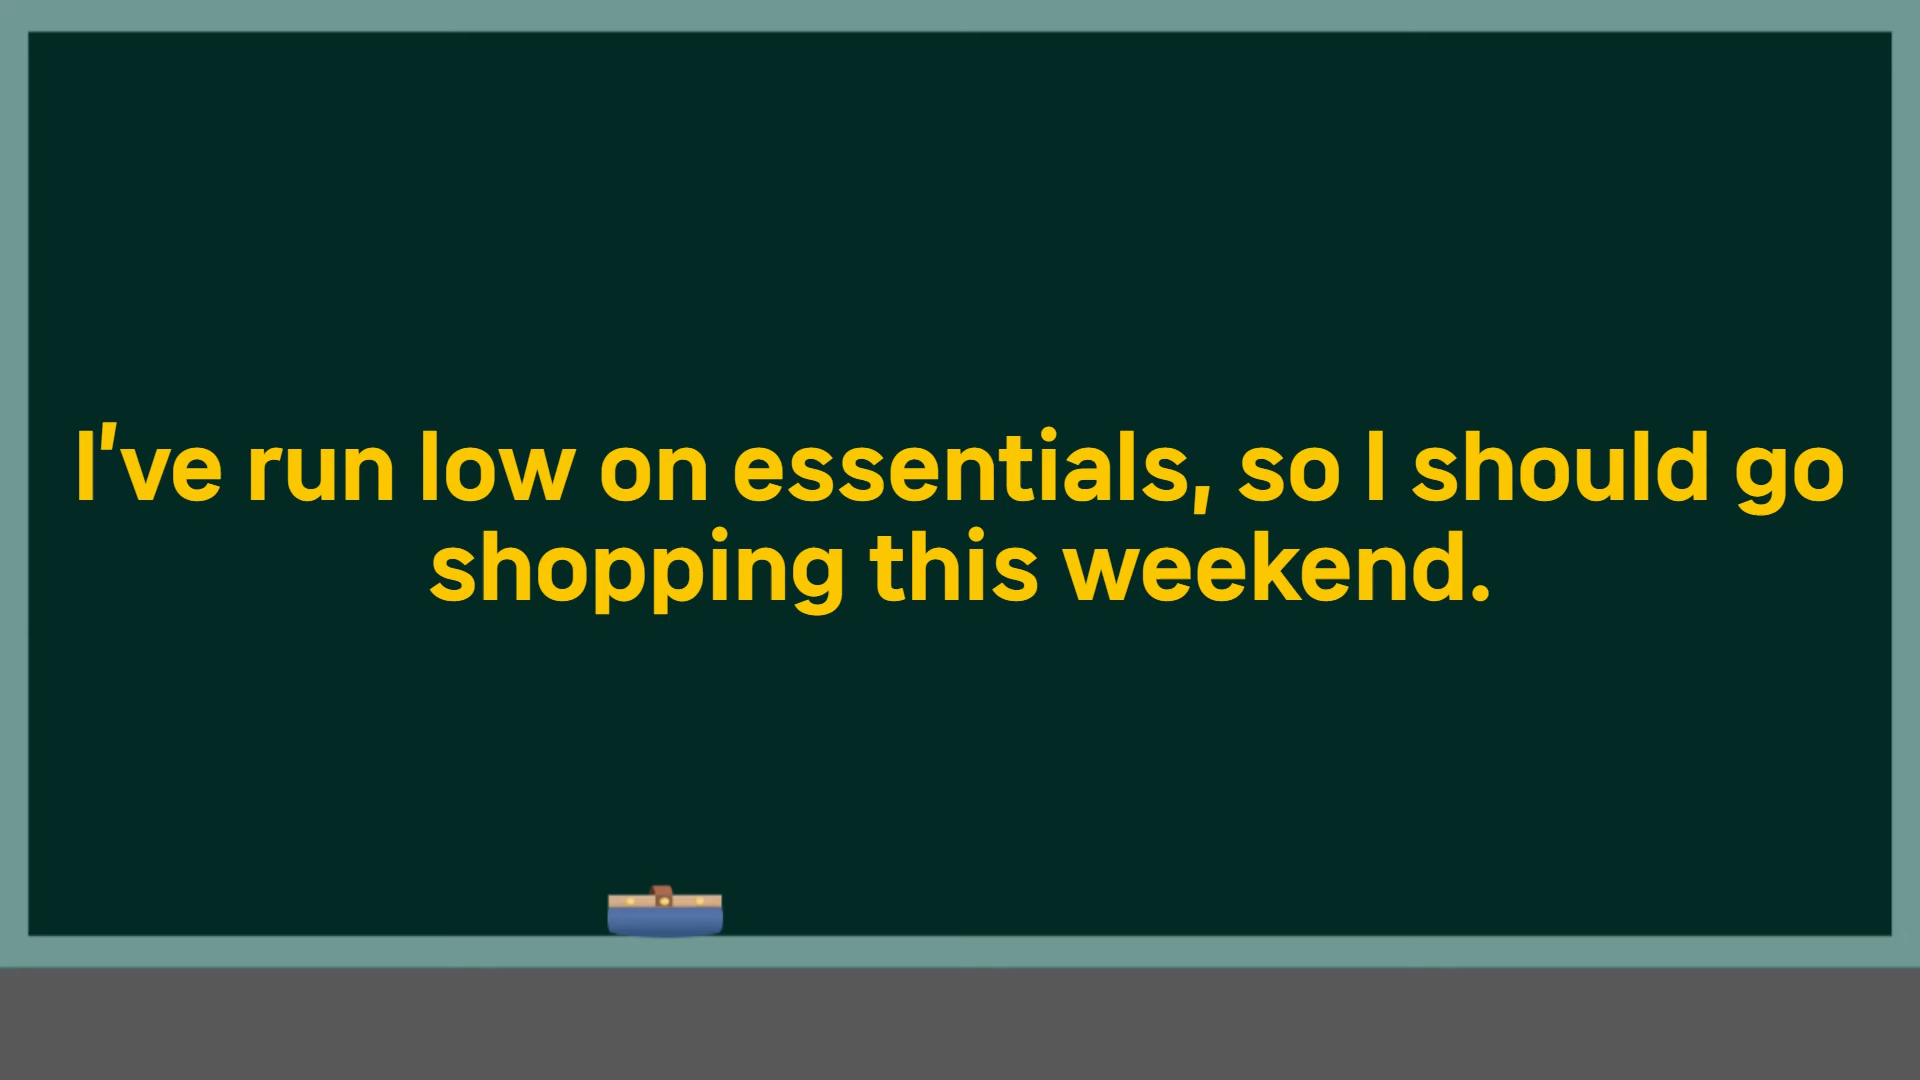 I've run low on essentials, so I should go
shopping this weekend.